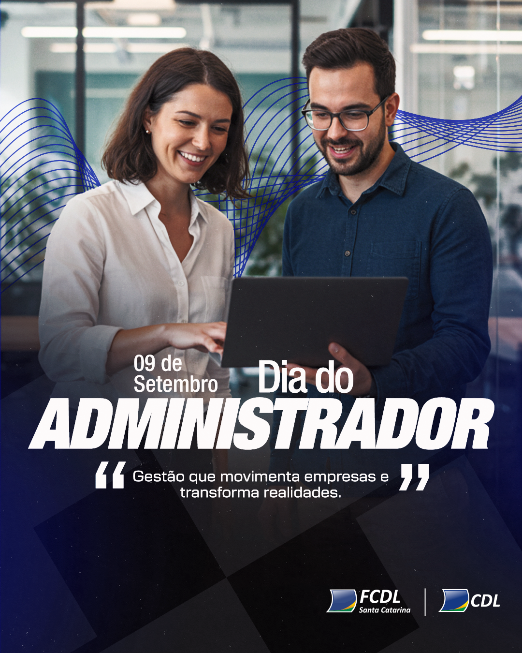 09 de
Setembro
Dia do
ADMINISTRADOR
“ Gestão que movimenta empresas e
transforma realidades. ”
FCDL
Santa Catarina
CDL